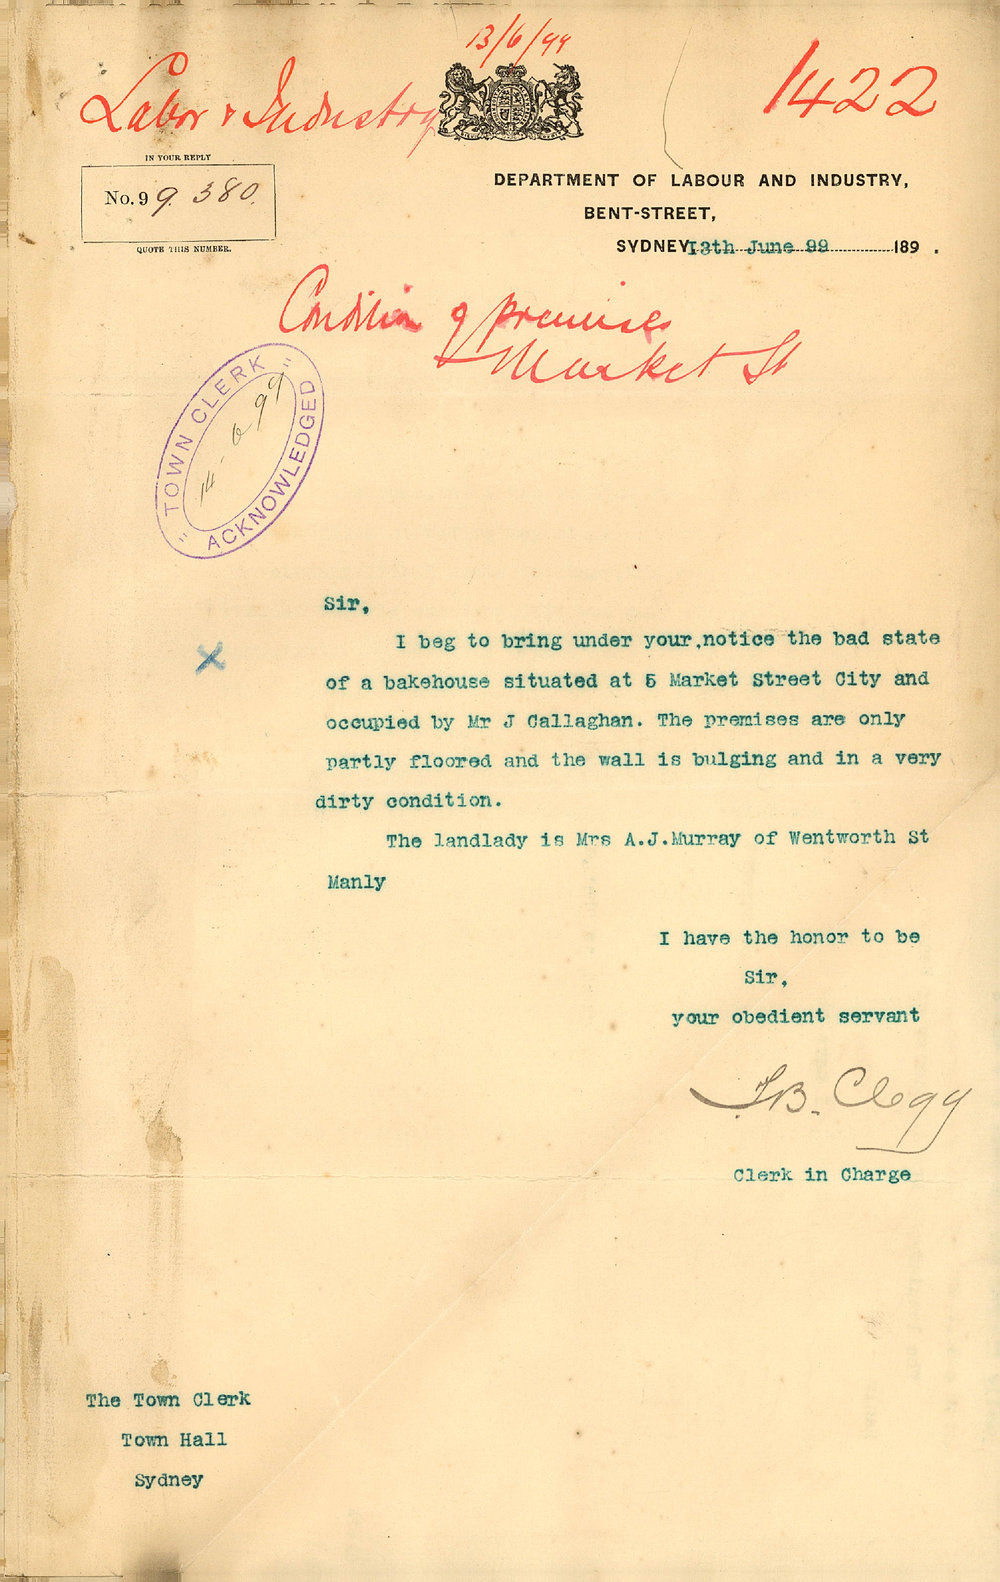 13/6/99
Labor & Industry
1422
IN YOUR REPLY
No. 99. 380.
QUOTE THIS NUMBER.
DEPARTMENT OF LABOUR AND INDUSTRY,
BENT-STREET,
SYDNEY, 13th June 99 189 .
Condition of premises
Market St
"TOWN CLERK"
14-6 99
ACKNOWLEDGED
X
Sir,
I beg to bring under your,notice the bad state
of a bakehouse situated at 5 Market Street City and
occupied by Mr J Callaghan. The premises are only
partly floored and the wall is bulging and in a very
dirty condition.
The landlady is Mrs A.J.Murray of Wentworth St
Manly
I have the honor to be
Sir,
your obedient servant
J.B. Clegg
Clerk in Charge
The Town Clerk
Town Hall
Sydney